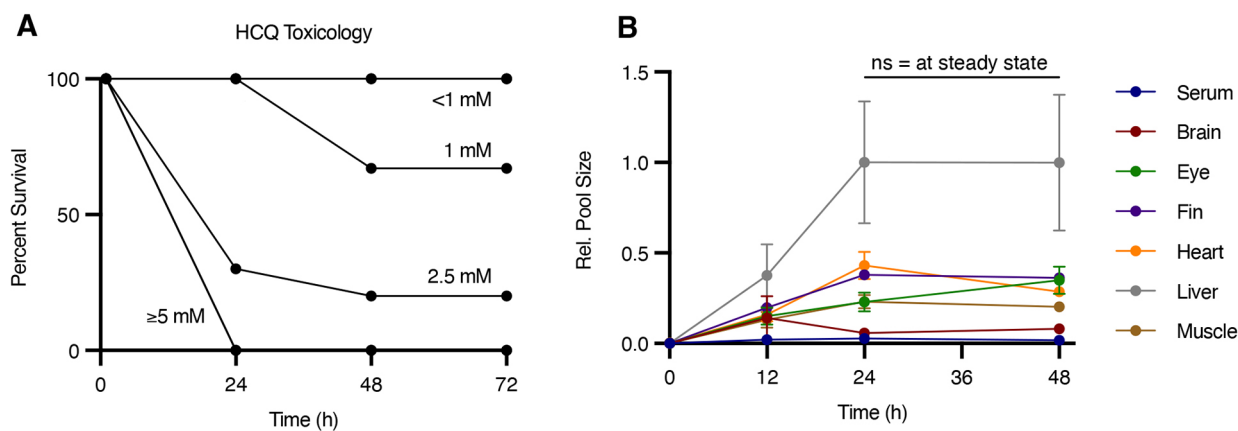 A
HCQ Toxicology
Percent Survival
100
50
0
<1 mM
1 mM
2.5 mM
≥5 mM
0 24 48 72
Time (h)
B
ns = at steady state
Rel. Pool Size
1.5
1.0
0.5
0.0
0 12 24 36 48
Time (h)
Serum
Brain
Eye
Fin
Heart
Liver
Muscle